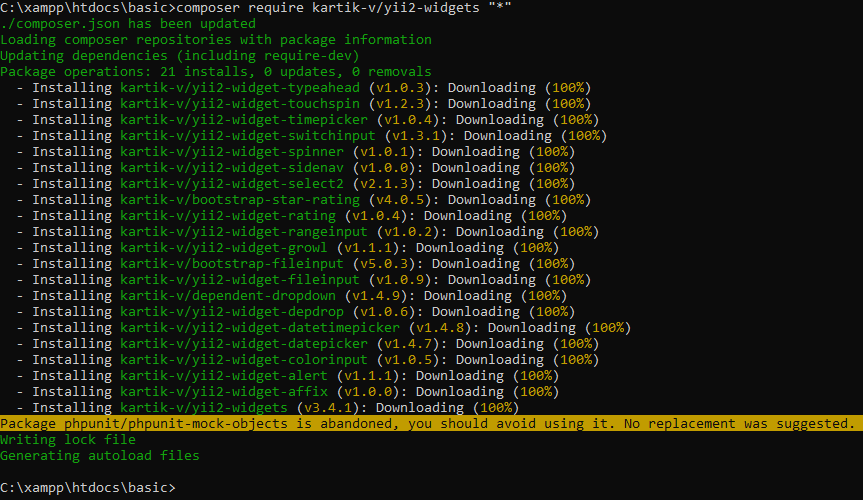 C:\xampp\htdocs\basic>composer require kartik-v/yii2-widgets "*"
./composer.json has been updated
Loading composer repositories with package information
Updating dependencies (including require-dev)
Package operations: 21 installs, 0 updates, 0 removals
  - Installing kartik-v/yii2-widget-typeahead (v1.0.3): Downloading (100%)
  - Installing kartik-v/yii2-widget-touchspin (v1.2.3): Downloading (100%)
  - Installing kartik-v/yii2-widget-timepicker (v1.0.4): Downloading (100%)
  - Installing kartik-v/yii2-widget-switchinput (v1.3.1): Downloading (100%)
  - Installing kartik-v/yii2-widget-spinner (v1.0.1): Downloading (100%)
  - Installing kartik-v/yii2-widget-sidenav (v1.0.0): Downloading (100%)
  - Installing kartik-v/yii2-widget-select2 (v2.1.3): Downloading (100%)
  - Installing kartik-v/bootstrap-star-rating (v4.0.5): Downloading (100%)
  - Installing kartik-v/yii2-widget-rating (v1.0.4): Downloading (100%)
  - Installing kartik-v/yii2-widget-rangeinput (v1.0.2): Downloading (100%)
  - Installing kartik-v/yii2-widget-growl (v1.1.1): Downloading (100%)
  - Installing kartik-v/bootstrap-fileinput (v5.0.3): Downloading (100%)
  - Installing kartik-v/yii2-widget-fileinput (v1.0.9): Downloading (100%)
  - Installing kartik-v/dependent-dropdown (v1.4.9): Downloading (100%)
  - Installing kartik-v/yii2-widget-depdrop (v1.0.6): Downloading (100%)
  - Installing kartik-v/yii2-widget-datetimepicker (v1.4.8): Downloading (100%)
  - Installing kartik-v/yii2-widget-datepicker (v1.4.7): Downloading (100%)
  - Installing kartik-v/yii2-widget-colorinput (v1.0.5): Downloading (100%)
  - Installing kartik-v/yii2-widget-alert (v1.1.1): Downloading (100%)
  - Installing kartik-v/yii2-widget-affix (v1.0.0): Downloading (100%)
  - Installing kartik-v/yii2-widgets (v3.4.1): Downloading (100%)
Package phpunit/phpunit-mock-objects is abandoned, you should avoid using it. No replacement was suggested.
Writing lock file
Generating autoload files
C:\xampp\htdocs\basic>